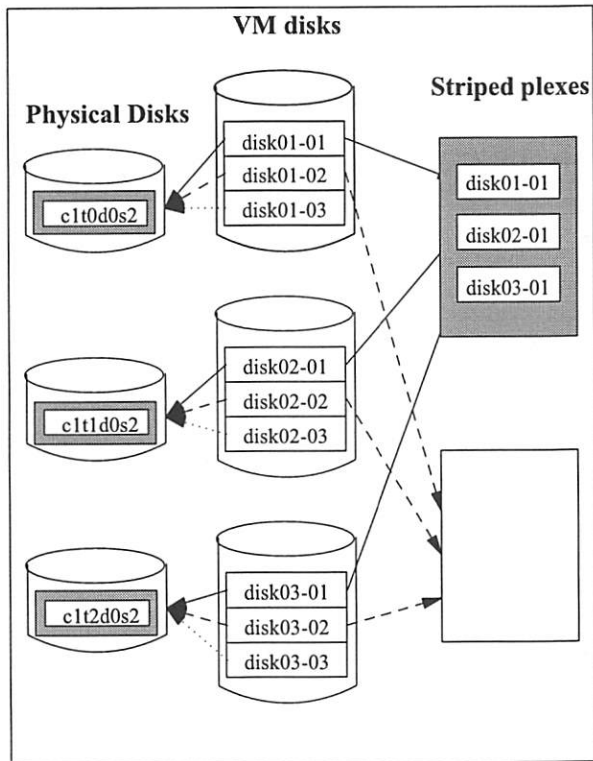 VM disks
Physical Disks
Striped plexes
disk01-01
disk01-02
disk01-03
c1t0d0s2
disk01-01
disk02-01
disk03-01
disk02-01
disk02-02
disk02-03
c1t1d0s2
disk03-01
disk03-02
disk03-03
c1t2d0s2